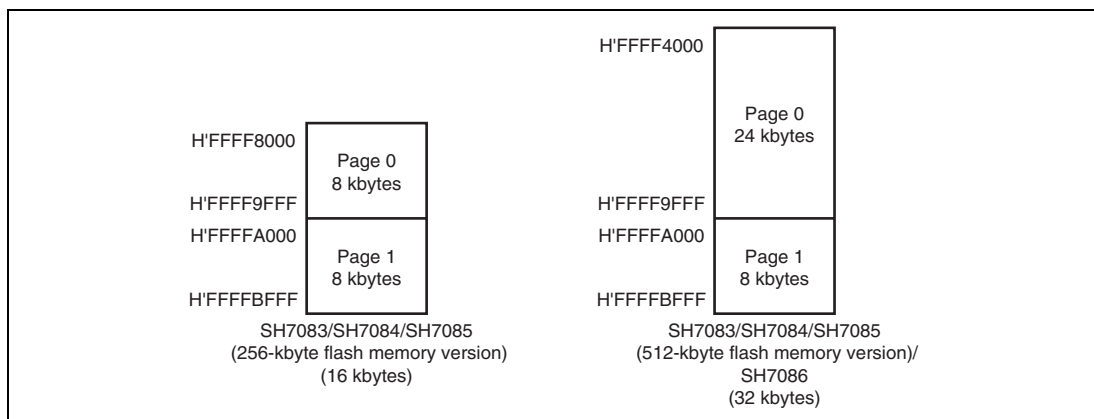 H'FFFF8000
Page 0
8 kbytes
H'FFFF9FFF
H'FFFFA000
Page 1
8 kbytes
H'FFFFBFFF
SH7083/SH7084/SH7085
(256-kbyte flash memory version)
(16 kbytes)
H'FFFF4000
Page 0
24 kbytes
H'FFFF9FFF
H'FFFFA000
Page 1
8 kbytes
H'FFFFBFFF
SH7083/SH7084/SH7085
(512-kbyte flash memory version)/
SH7086
(32 kbytes)